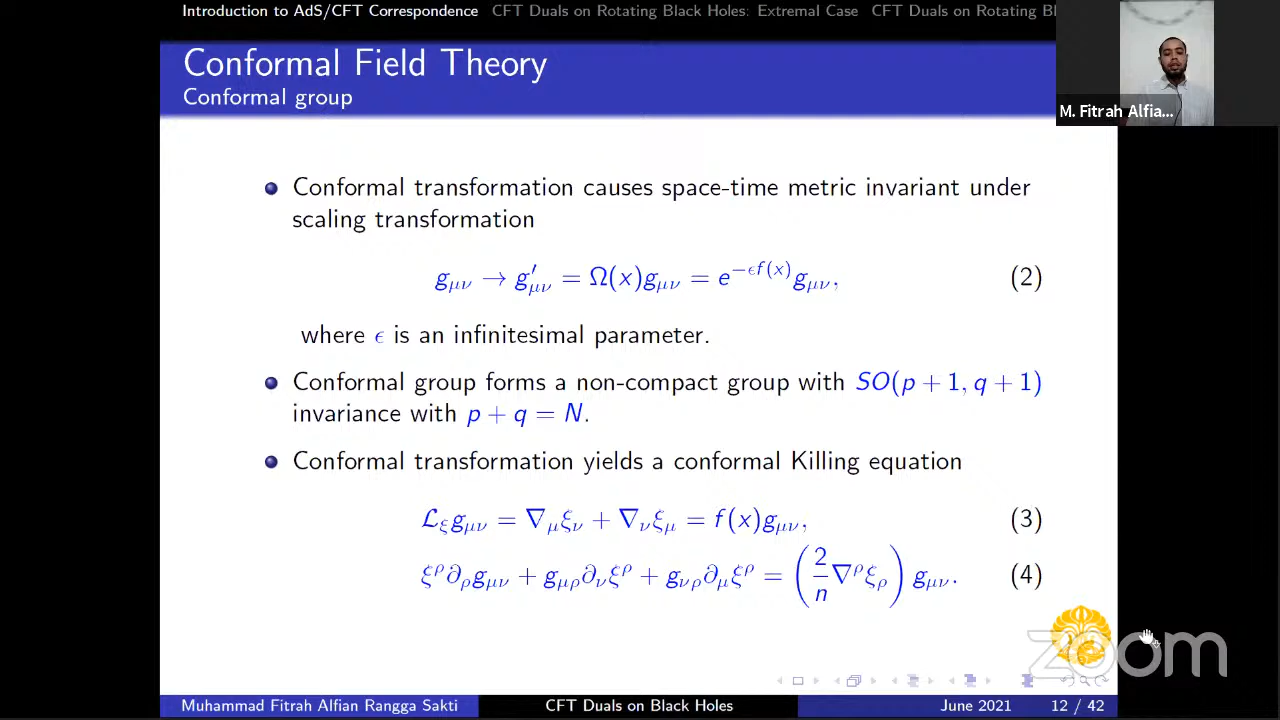 Introduction to AdS/CFT Correspondence CFT Duals on Rotating Black Holes: Extremal Case CFT Duals on Rotating Bl
Conformal Field Theory
Conformal group
M. Fitrah Alfia...
Conformal transformation causes space-time metric invariant under
scaling transformation
g_{μν} → g′_{μν} = Ω(x)g_{μν} = e^{−ϵf(x)}g_{μν}, (2)
where ϵ is an infinitesimal parameter.
Conformal group forms a non-compact group with SO(p + 1, q + 1)
invariance with p + q = N.
Conformal transformation yields a conformal Killing equation
ℒ_ξ g_{μν} = ∇_μ ξ_ν + ∇_ν ξ_μ = f(x)g_{μν}, (3)
ξ^ρ ∂_ρ g_{μν} + g_{μρ} ∂_ν ξ^ρ + g_{νρ} ∂_μ ξ^ρ = (2/n ∇^ρ ξ_ρ) g_{μν}. (4)
zoom
Muhammad Fitrah Alfian Rangga Sakti CFT Duals on Black Holes June 2021 12 / 42